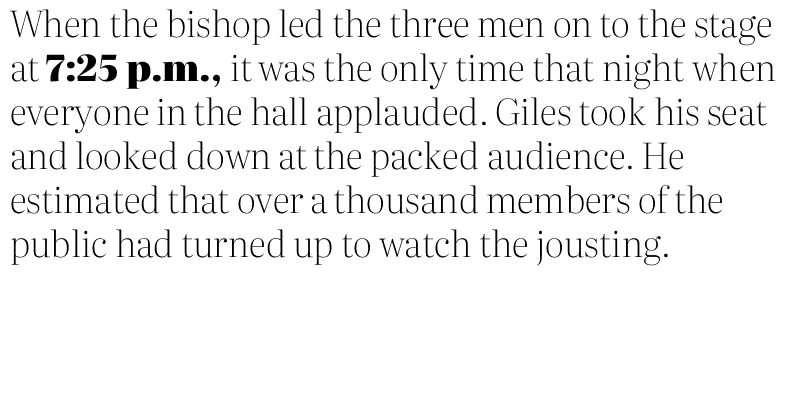 When the bishop led the three men on to the stage
at 7:25 p.m., it was the only time that night when
everyone in the hall applauded. Giles took his seat
and looked down at the packed audience. He
estimated that over a thousand members of the
public had turned up to watch the jousting.